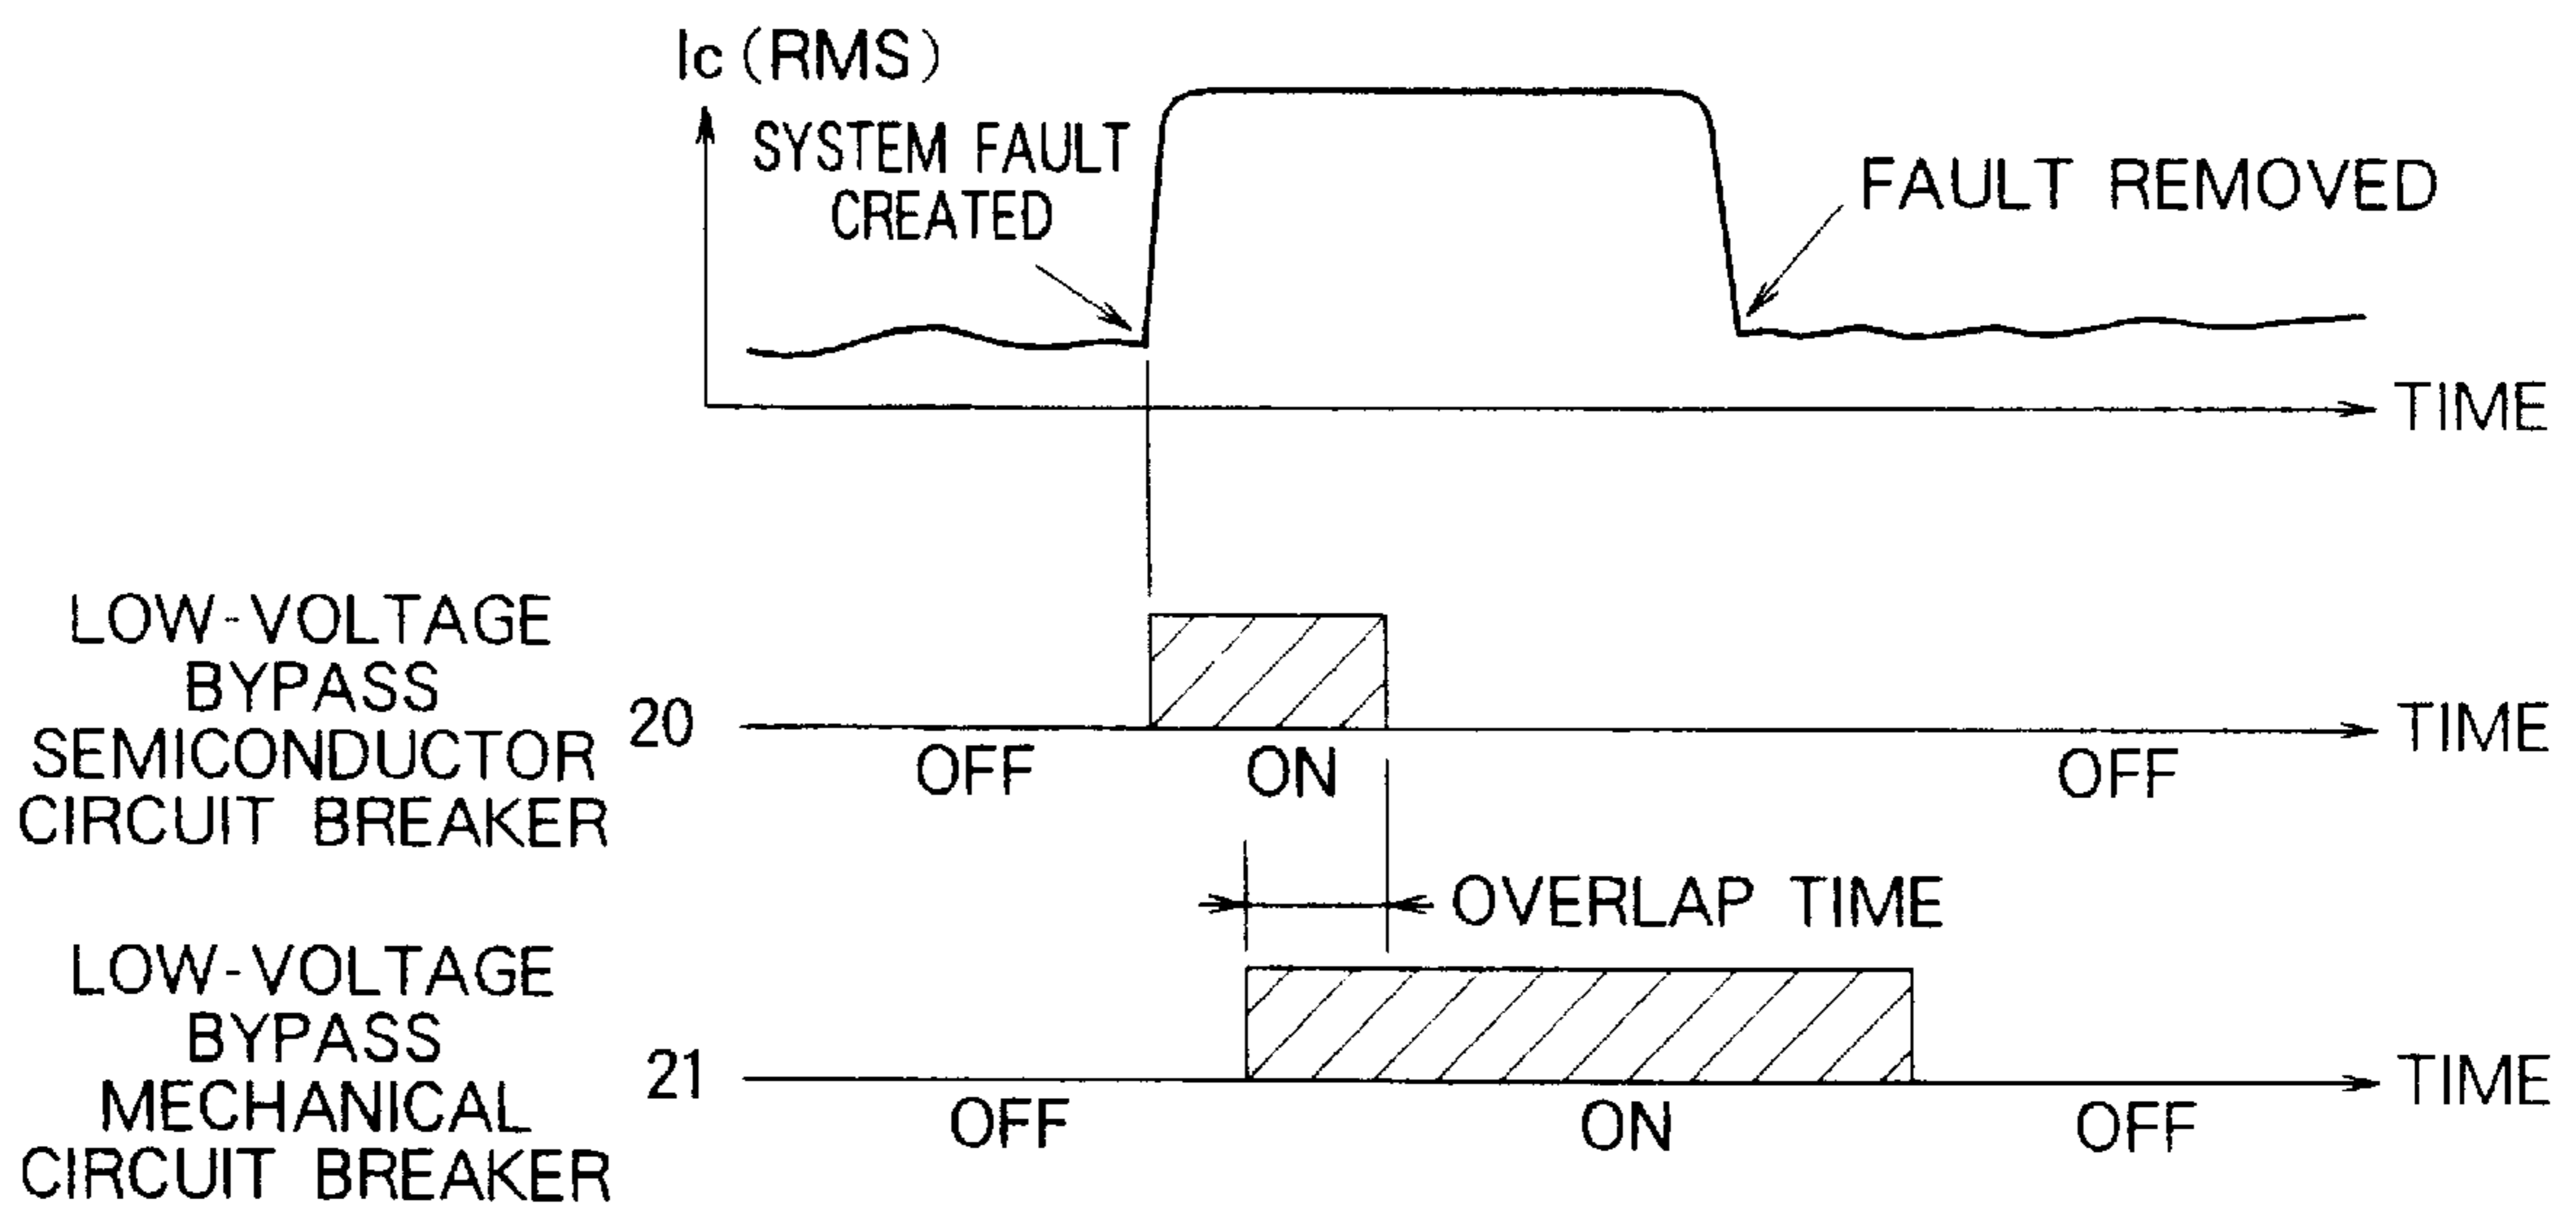 Ic (RMS)
SYSTEM FAULT
CREATED
FAULT REMOVED
TIME
LOW-VOLTAGE
BYPASS
SEMICONDUCTOR
CIRCUIT BREAKER
20
TIME
OFF
ON
OFF
OVERLAP TIME
LOW-VOLTAGE
BYPASS
MECHANICAL
CIRCUIT BREAKER
21
TIME
OFF
ON
OFF